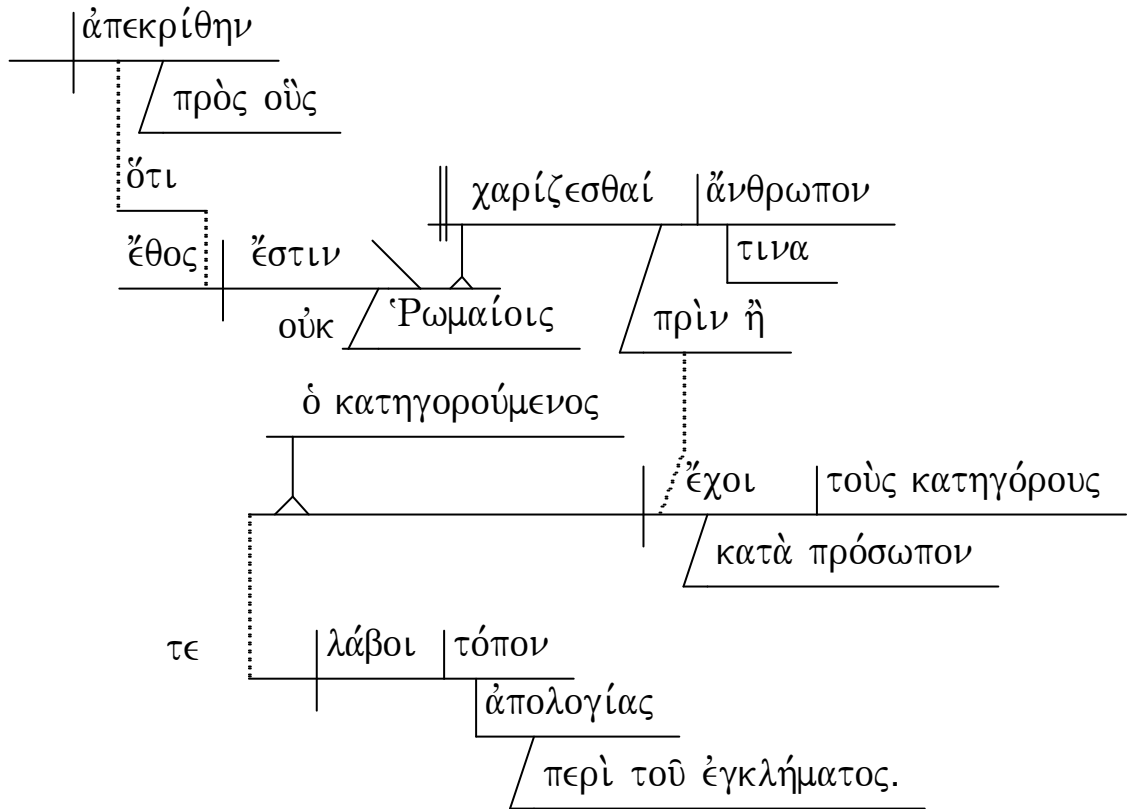 ἀπεκρίθην
πρὸς οὓς
ὅτι
χαρίζεσθαί ἄνθρωπον
ἔθος ἔστιν τινα
οὐκ Ῥωμαίοις πρὶν ἢ
ὁ κατηγορούμενος
ἔχοι τοὺς κατηγόρους
κατὰ πρόσωπον
τε λάβοι τόπον
ἀπολογίας
περὶ τοῦ ἐγκλήματος.